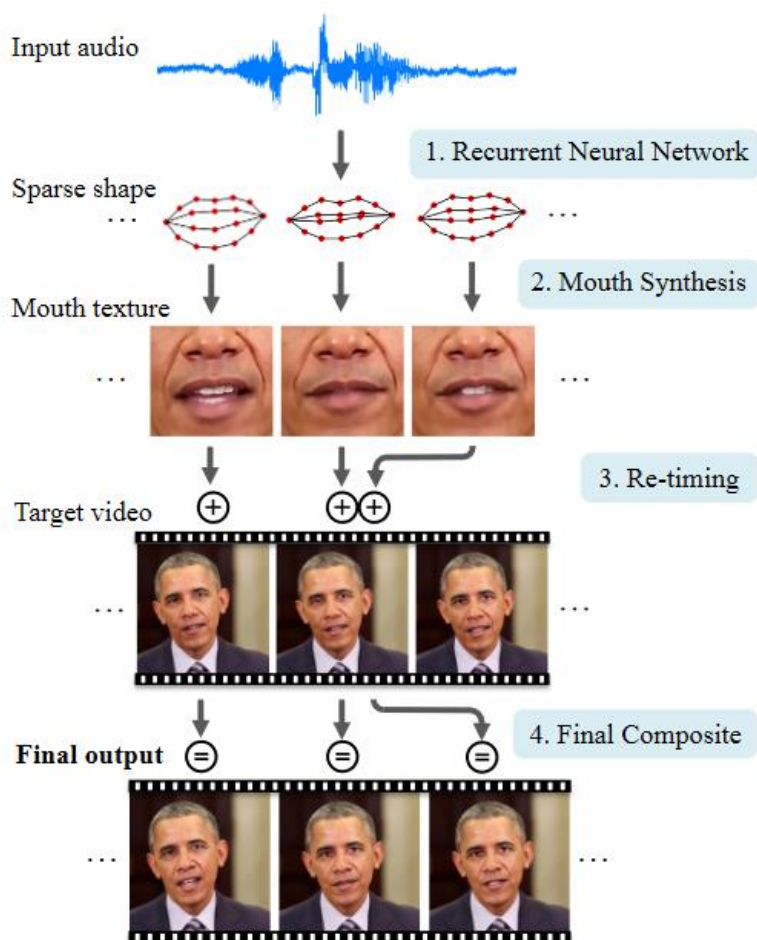 Input audio
1. Recurrent Neural Network
Sparse shape
... ...
2. Mouth Synthesis
Mouth texture
... ...
3. Re-timing
+ + +
Target video
... ...
4. Final Composite
Final output
= = =
... ...